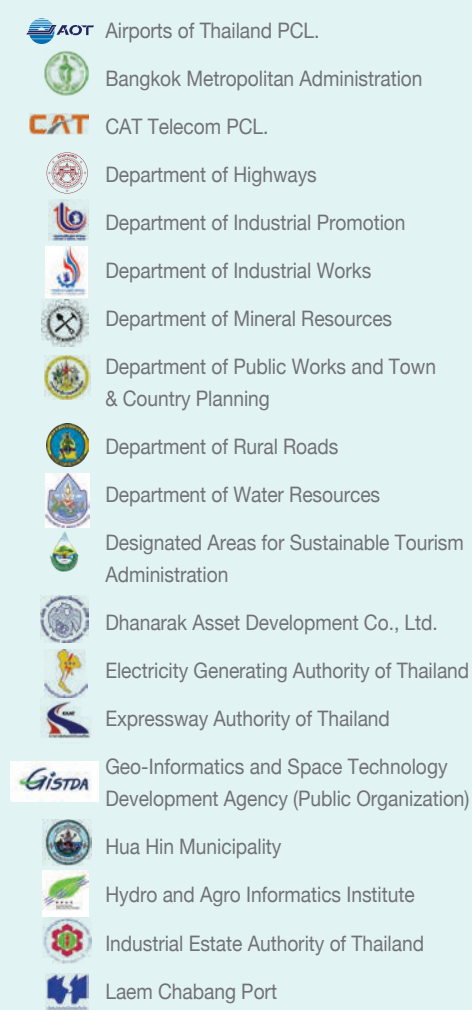 AOT Airports of Thailand PCL.
Bangkok Metropolitan Administration
CAT CAT Telecom PCL.
Department of Highways
Department of Industrial Promotion
Department of Industrial Works
Department of Mineral Resources
Department of Public Works and Town
& Country Planning
Department of Rural Roads
Department of Water Resources
Designated Areas for Sustainable Tourism
Administration
Dhanarak Asset Development Co., Ltd.
Electricity Generating Authority of Thailand
Expressway Authority of Thailand
GISTDA
Geo-Informatics and Space Technology
Development Agency (Public Organization)
Hua Hin Municipality
Hydro and Agro Informatics Institute
Industrial Estate Authority of Thailand
Laem Chabang Port